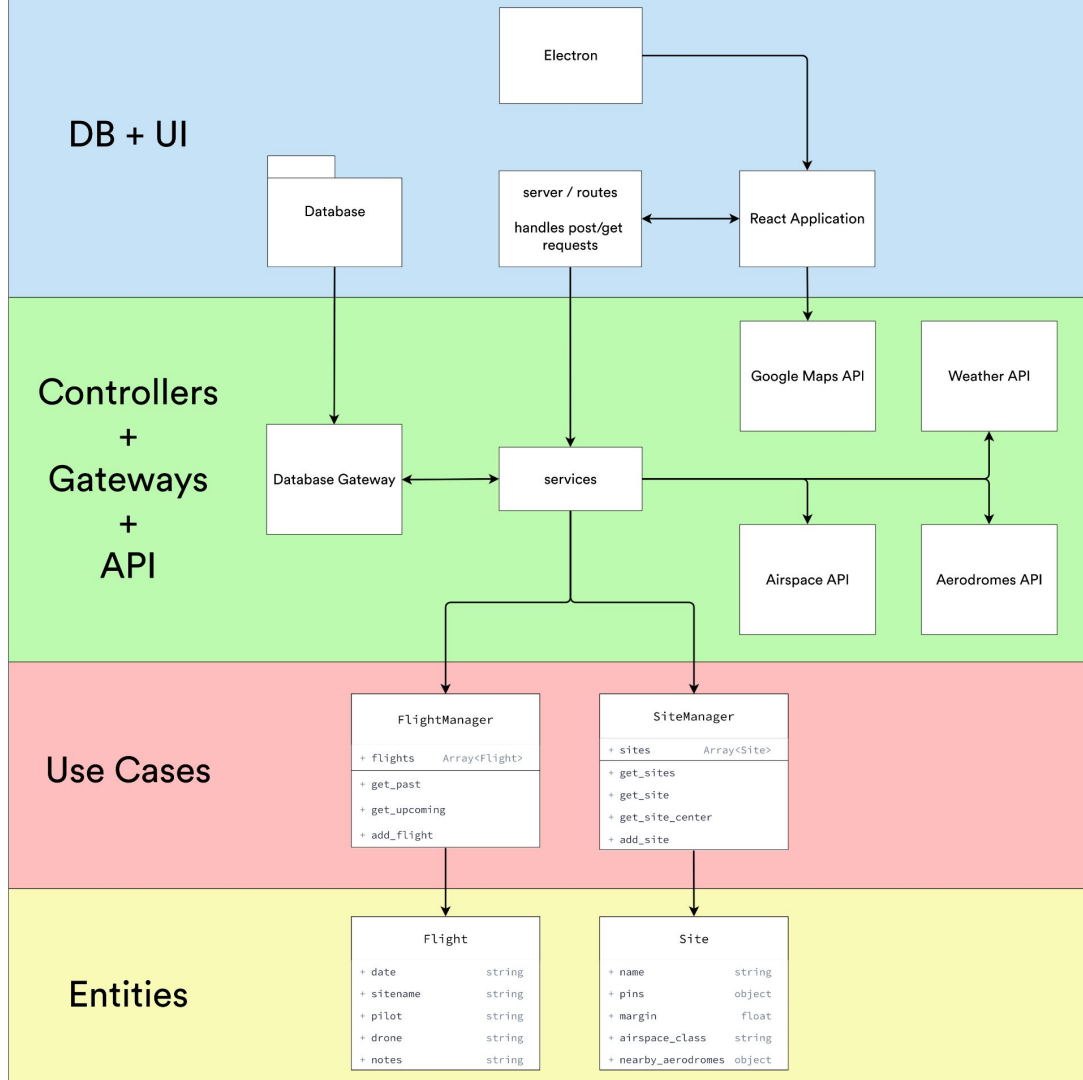 Electron
DB + UI
Database
server / routes
handles post/get
requests
React Application
Controllers
+
Gateways
+
API
Google Maps API
Weather API
Database Gateway
services
Airspace API
Aerodromes API
Use Cases
FlightManager
+ flights Array<Flight>
+ get_past
+ get_upcoming
+ add_flight
SiteManager
+ sites Array<Site>
+ get_sites
+ get_site
+ get_site_center
+ add_site
Entities
Flight
+ date string
+ sitename string
+ pilot string
+ drone string
+ notes string
Site
+ name string
+ pins object
+ margin float
+ airspace_class string
+ nearby_aerodromes object